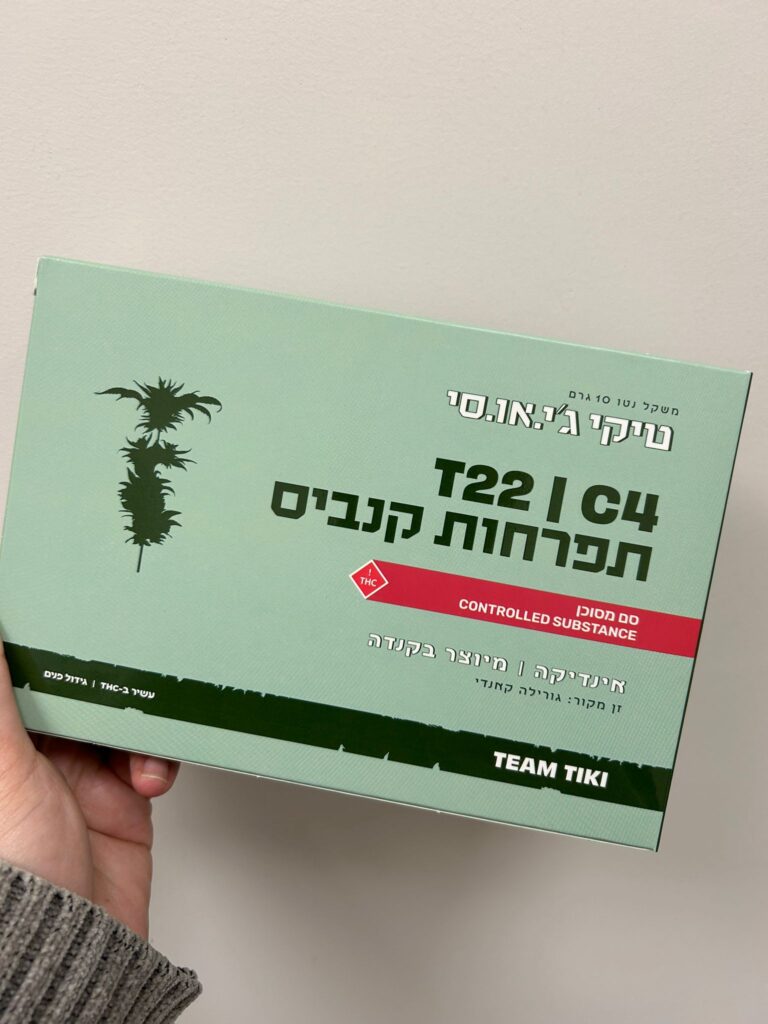 משקל נטו 10 גרם
טיקי ג'י.או.סי
T22 | C4
תפרחות קנביס
!
THC
סם מסוכן
CONTROLLED SUBSTANCE
אינדיקה | מיוצר בקנדה
זן מקור: גורילה קאנדי
עשיר ב-THC | גידול פנים
TEAM TIKI